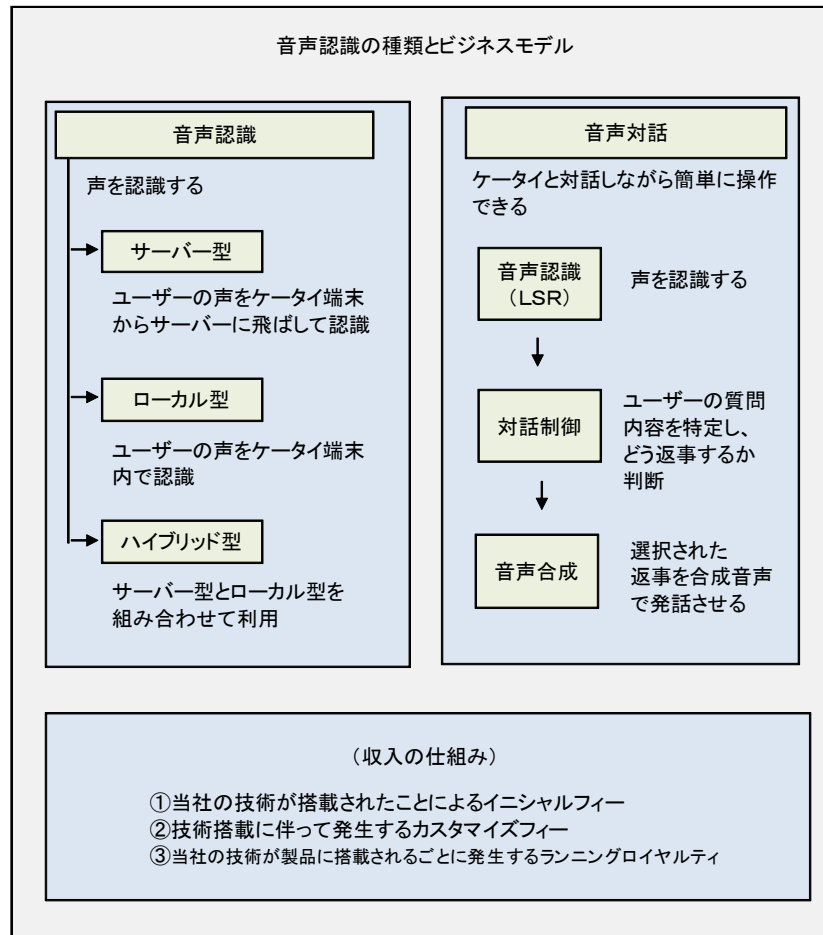 音声認識の種類とビジネスモデル
音声認識
声を認識する
サーバー型
ユーザーの声をケータイ端末
からサーバーに飛ばして認識
ローカル型
ユーザーの声をケータイ端末
内で認識
ハイブリッド型
サーバー型とローカル型を
組み合わせて利用
音声対話
ケータイと対話しながら簡単に操作
できる
音声認識
（ＬＳＲ）
声を認識する
対話制御
ユーザーの質問
内容を特定し、
どう返事するか
判断
音声合成
選択された
返事を合成音声
で発話させる
（収入の仕組み）
①当社の技術が搭載されたことによるイニシャルフィー
②技術搭載に伴って発生するカスタマイズフィー
③当社の技術が製品に搭載されるごとに発生するランニングロイヤルティ